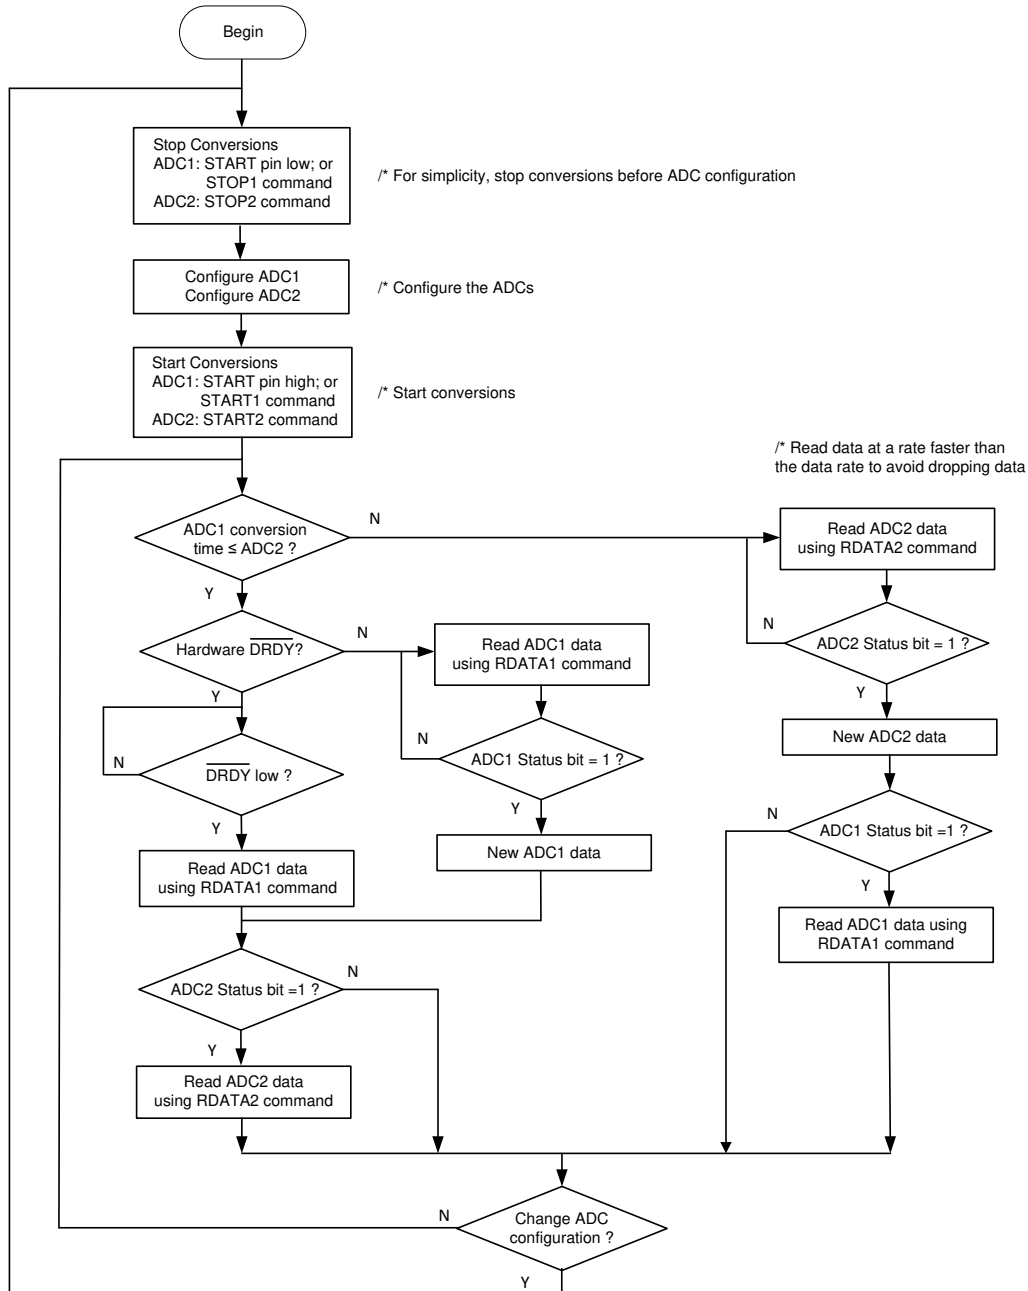 Begin
Stop Conversions
ADC1: START pin low; or
STOP1 command
ADC2: STOP2 command
/* For simplicity, stop conversions before ADC configuration
Configure ADC1
Configure ADC2
/* Configure the ADCs
Start Conversions
ADC1: START pin high; or
START1 command
ADC2: START2 command
/* Start conversions
/* Read data at a rate faster than
the data rate to avoid dropping data
ADC1 conversion
time ≤ ADC2 ?
N
Y
Read ADC2 data
using RDATA2 command
Hardware DRDY?
N
Y
Read ADC1 data
using RDATA1 command
ADC2 Status bit = 1 ?
N
Y
New ADC2 data
DRDY low ?
N
Y
ADC1 Status bit = 1 ?
N
Y
New ADC1 data
ADC1 Status bit =1 ?
N
Y
Read ADC1 data
using RDATA1 command
Read ADC1 data using
RDATA1 command
ADC2 Status bit =1 ?
N
Y
Read ADC2 data
using RDATA2 command
Change ADC
configuration ?
N
Y